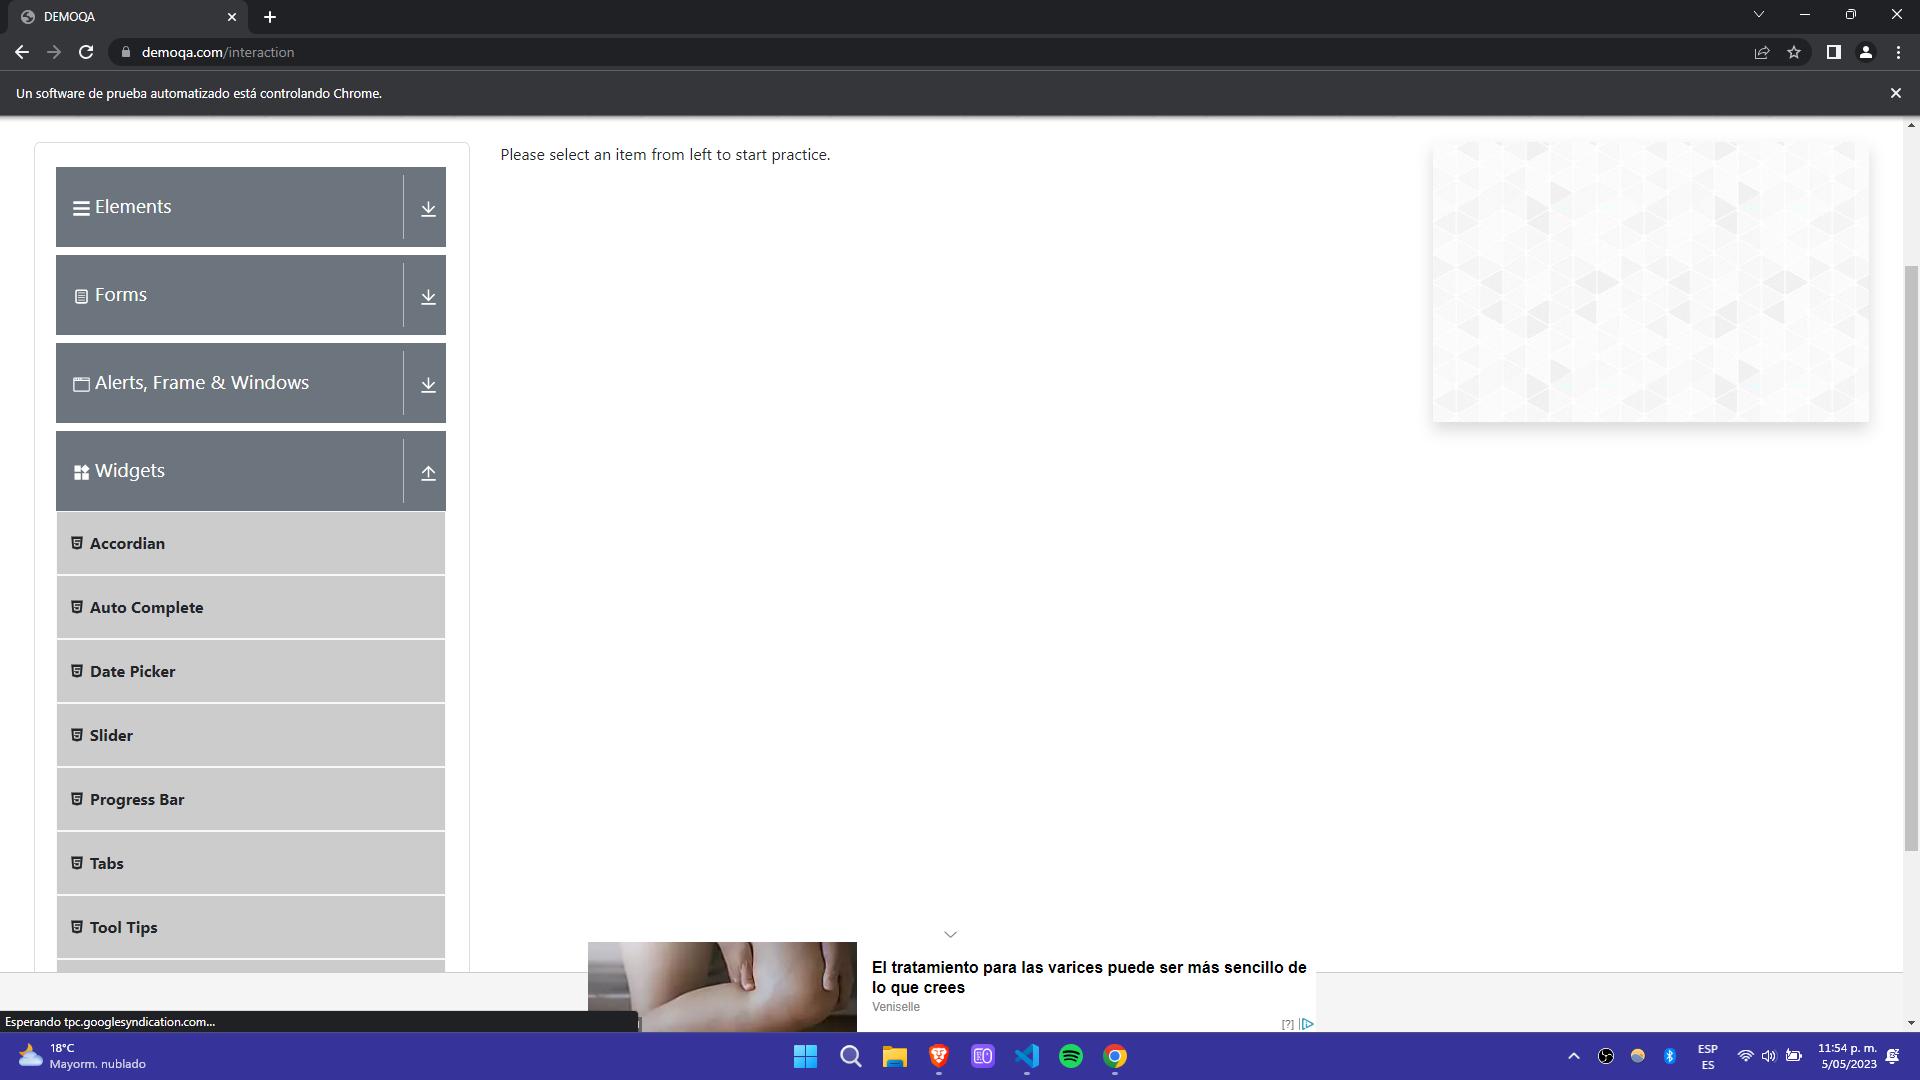 DEMOQA
demoqa.com/interaction
Un software de prueba automatizado está controlando Chrome.
Elements
Forms
Alerts, Frame & Windows
Widgets
Accordian
Auto Complete
Date Picker
Slider
Progress Bar
Tabs
Tool Tips
Please select an item from left to start practice.
El tratamiento para las varices puede ser más sencillo de
lo que crees
Veniselle
[?]
Esperando tpc.googlesyndication.com...
18°C
Mayorm. nublado
ESP
ES
11:54 p. m.
5/05/2023